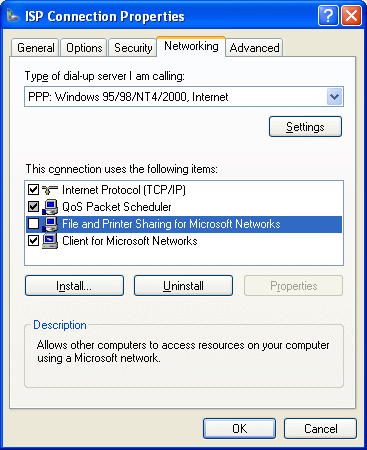 ISP Connection Properties
General Options Security Networking Advanced
Type of dial-up server I am calling:
PPP: Windows 95/98/NT4/2000, Internet
Settings
This connection uses the following items:
Internet Protocol (TCP/IP)
QoS Packet Scheduler
File and Printer Sharing for Microsoft Networks
Client for Microsoft Networks
Install... Uninstall Properties
Description
Allows other computers to access resources on your computer
using a Microsoft network.
OK Cancel